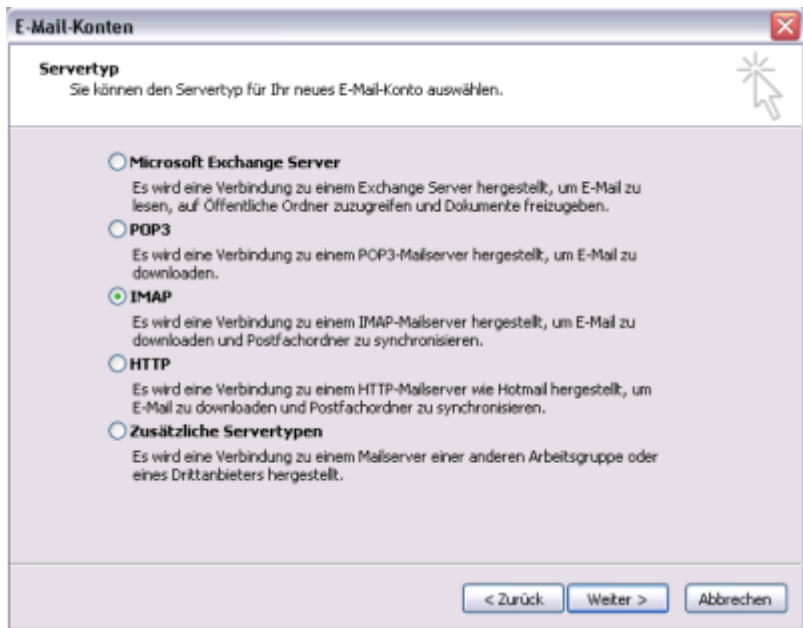 E-Mail-Konten
Servertyp
Sie können den Servertyp für Ihr neues E-Mail-Konto auswählen.
Microsoft Exchange Server
Es wird eine Verbindung zu einem Exchange Server hergestellt, um E-Mail zu
lesen, auf Öffentliche Ordner zuzugreifen und Dokumente freizugeben.
POP3
Es wird eine Verbindung zu einem POP3-Mailserver hergestellt, um E-Mail zu
downloaden.
IMAP
Es wird eine Verbindung zu einem IMAP-Mailserver hergestellt, um E-Mail zu
downloaden und Postfachordner zu synchronisieren.
HTTP
Es wird eine Verbindung zu einem HTTP-Mailserver wie Hotmail hergestellt, um
E-Mail zu downloaden und Postfachordner zu synchronisieren.
Zusätzliche Servertypen
Es wird eine Verbindung zu einem Mailserver einer anderen Arbeitsgruppe oder
eines Drittanbieters hergestellt.
< Zurück Weiter > Abbrechen